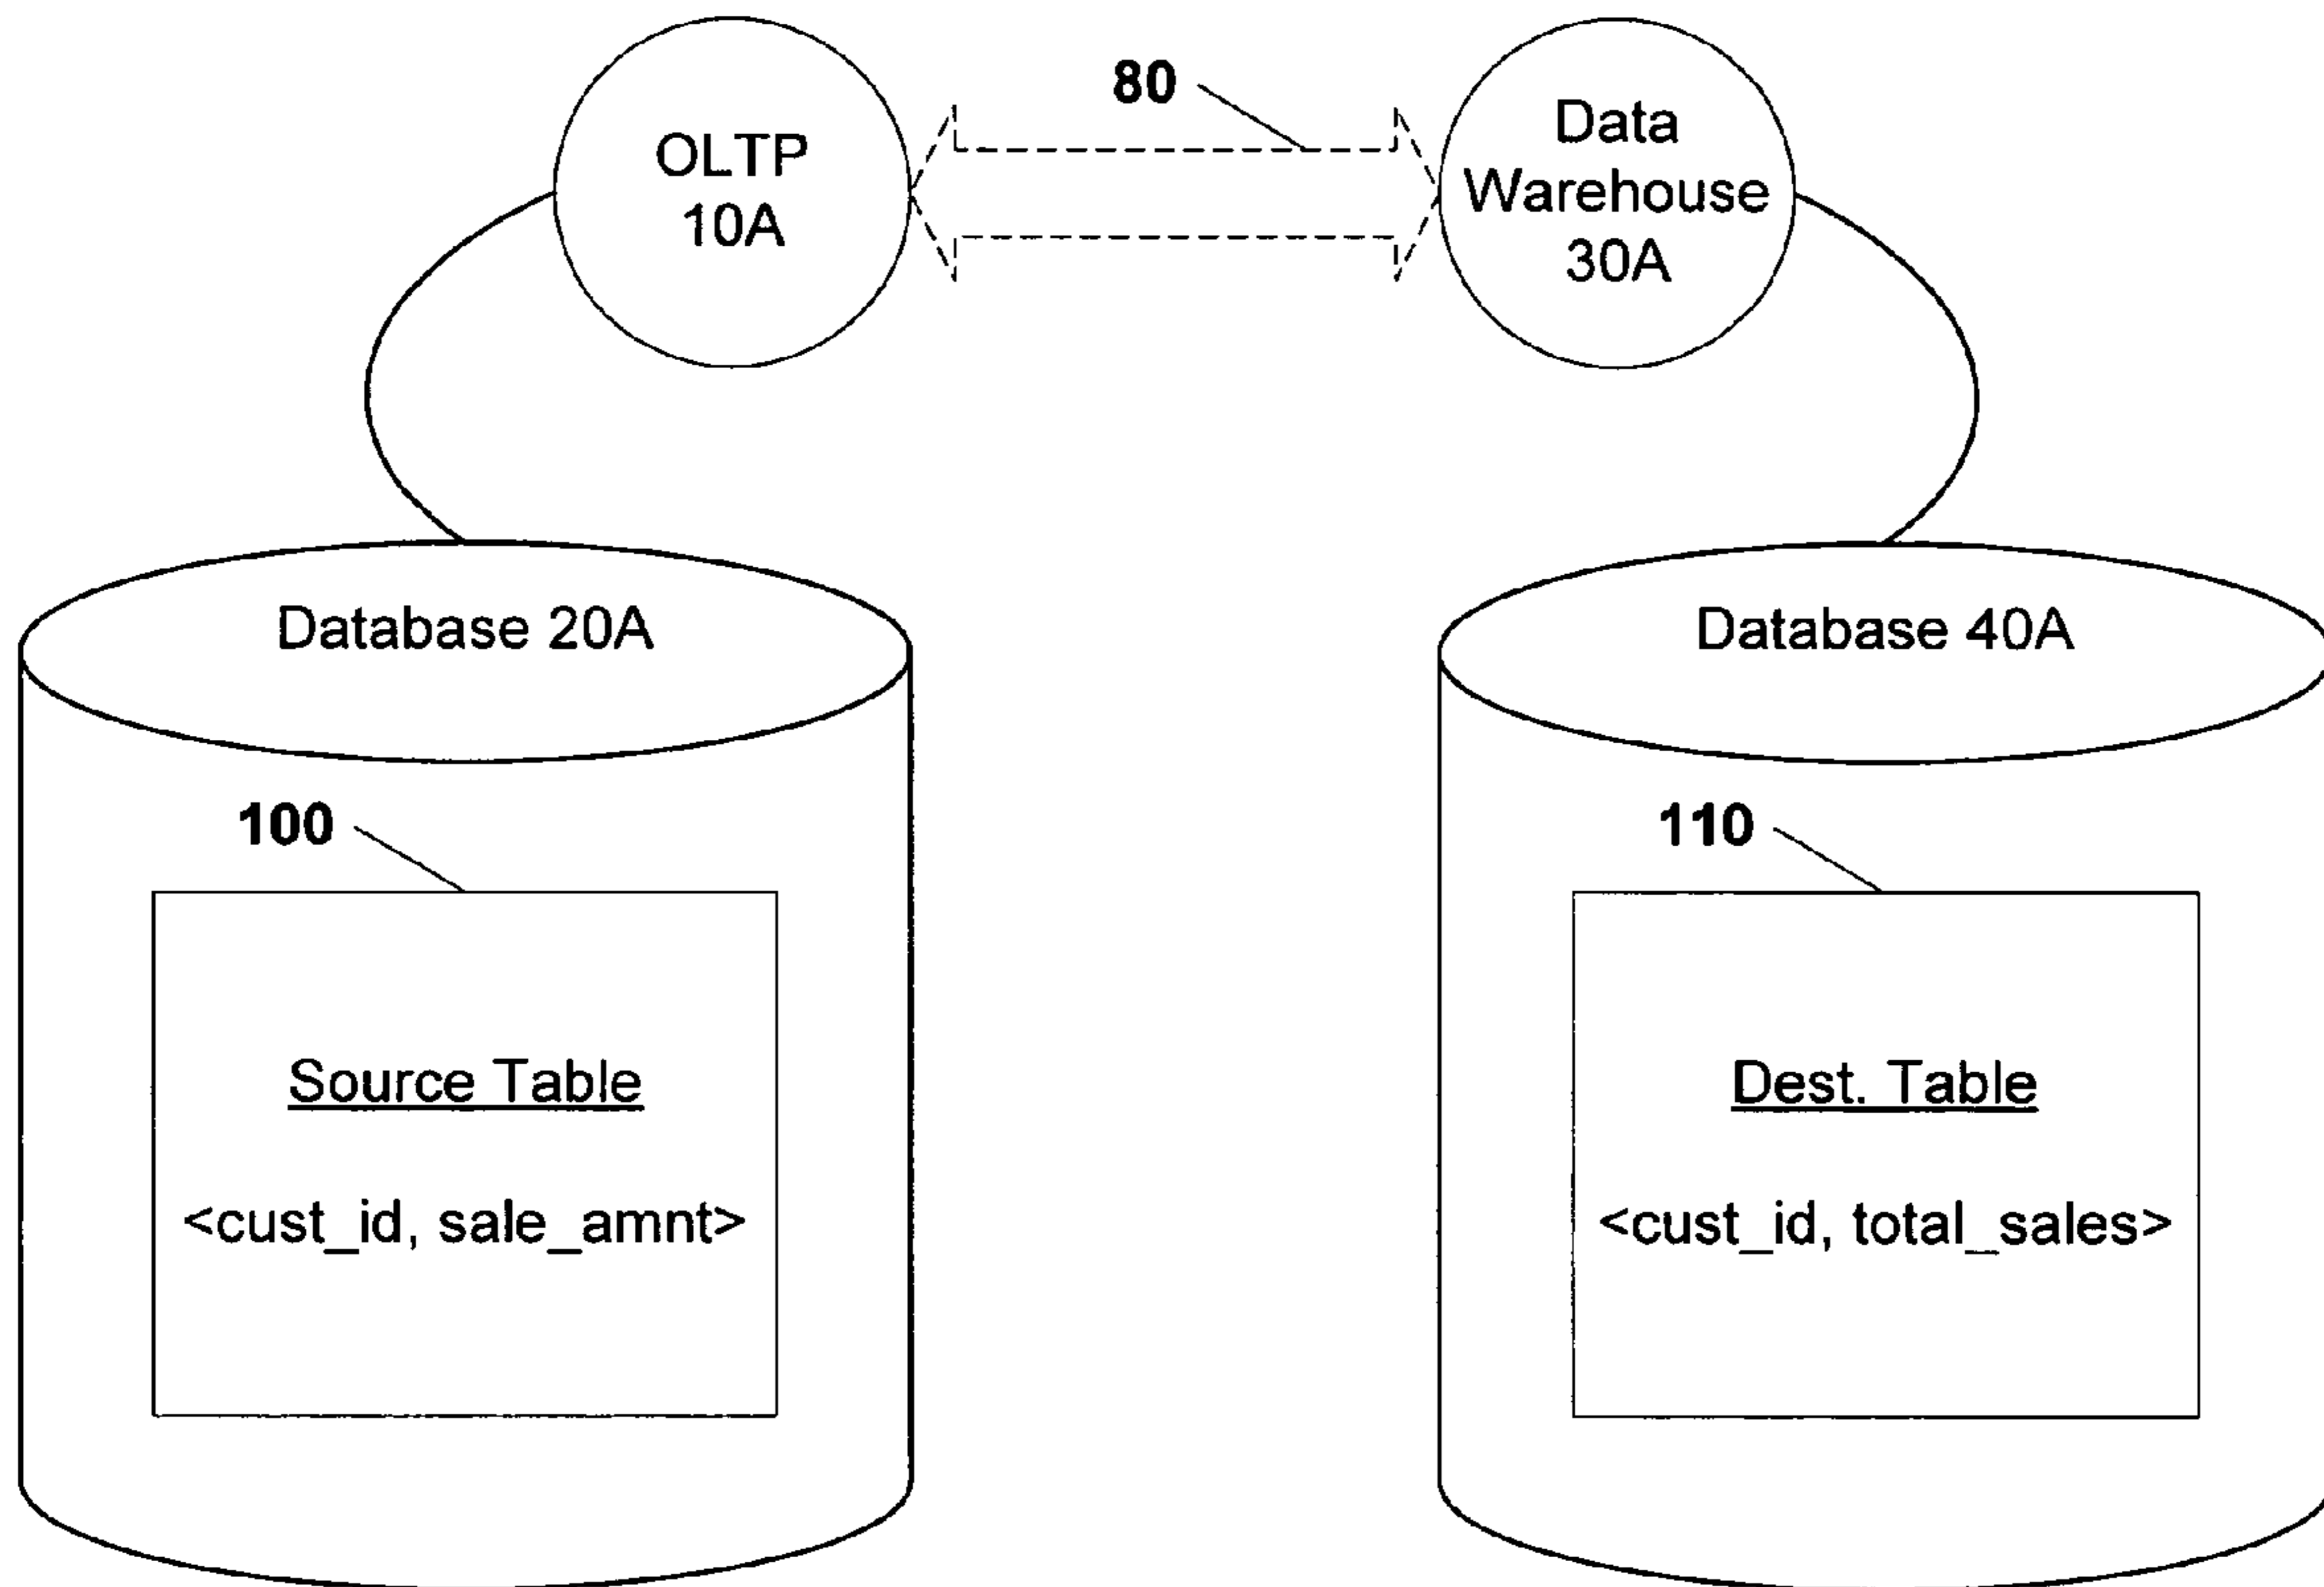 80
OLTP
10A
Data
Warehouse
30A
Database 20A
Database 40A
100
110
Source Table
<cust_id, sale_amnt>
Dest. Table
<cust_id, total_sales>